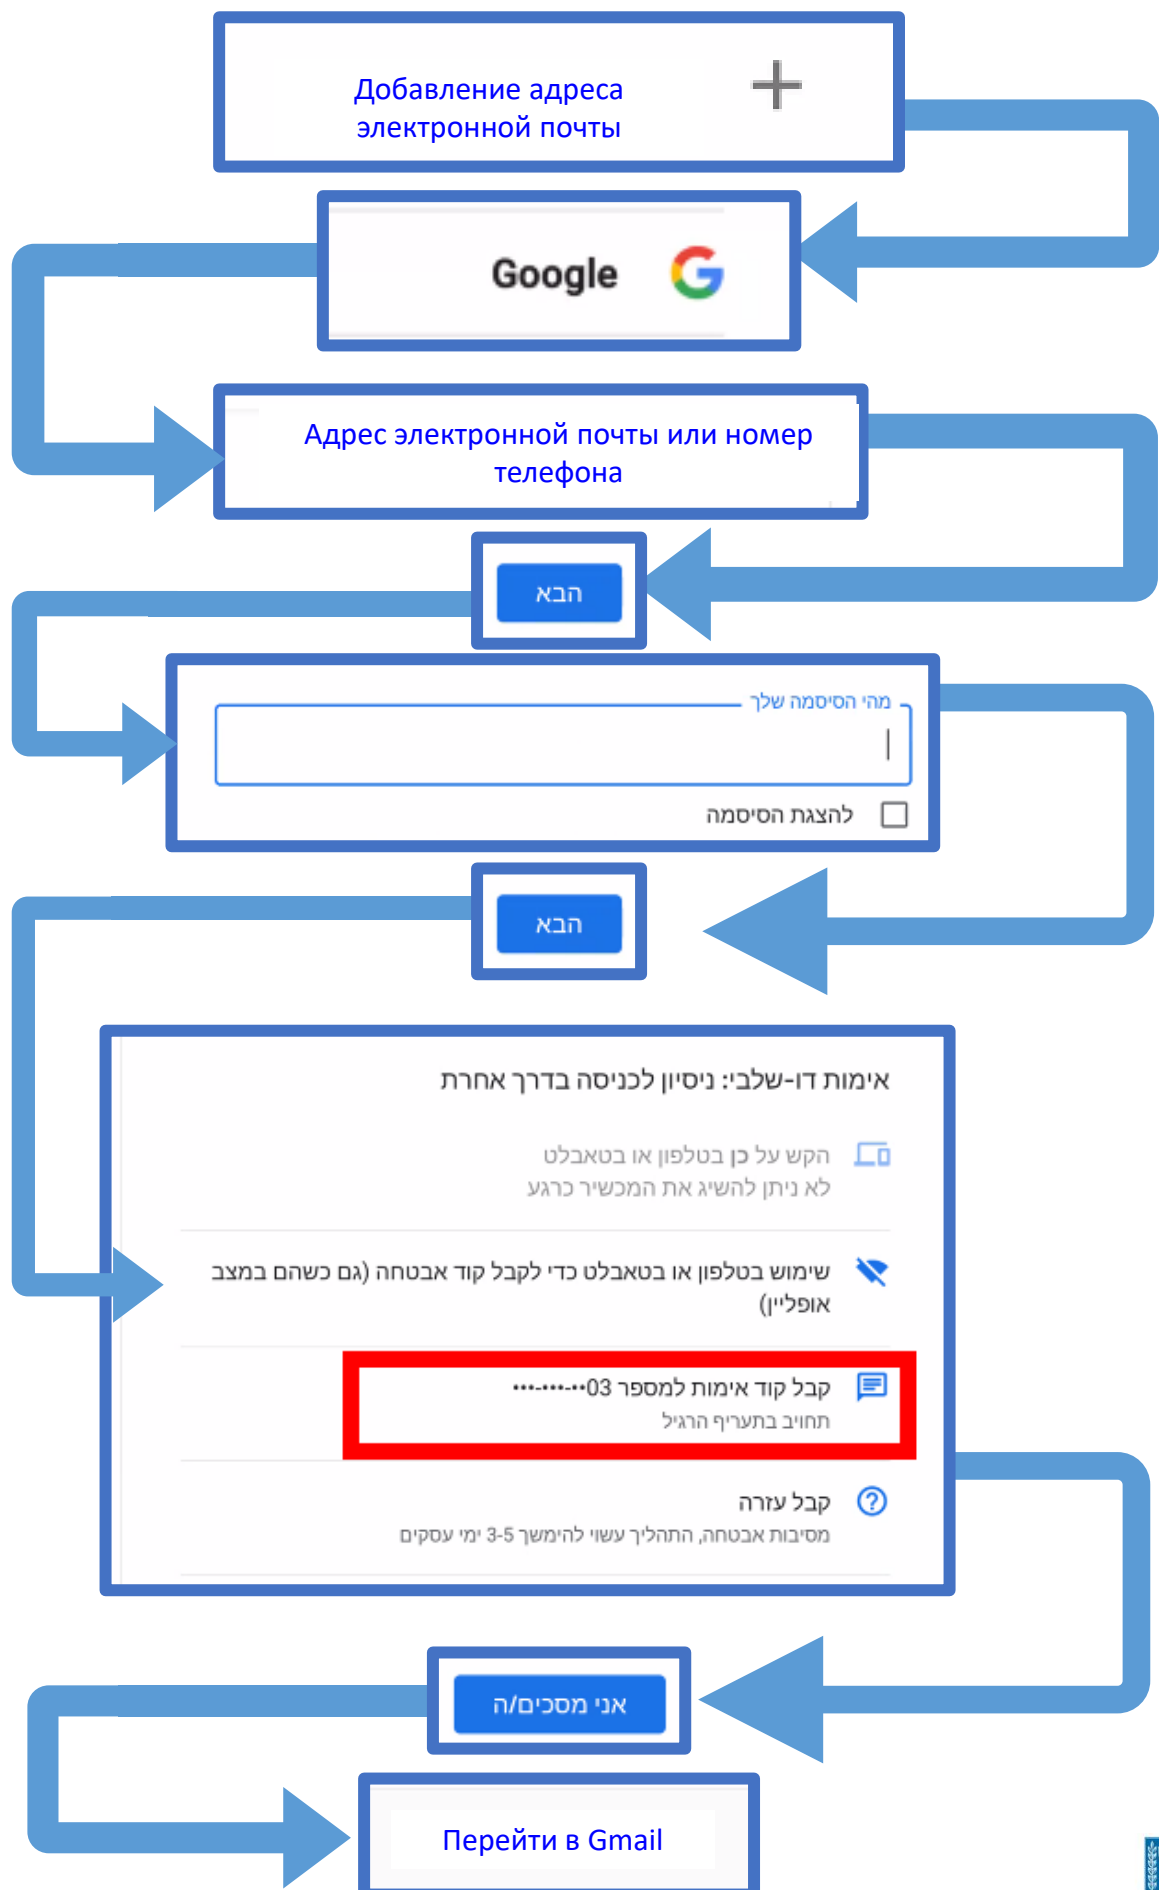 Добавление адреса
электронной почты
Google
Адрес электронной почты или номер
телефона
הבא
מהי הסיסמה שלך
להצגת הסיסמה
הבא
אימות דו-שלבי: ניסיון לכניסה בדרך אחרת
הקש על כן בטלפון או בטאבלט
לא ניתן להשיג את המכשיר כרגע
שימוש בטלפון או בטאבלט כדי לקבל קוד אבטחה (גם כשהם במצב
אופליין)
קבל קוד אימות למספר 03••-•••-•••
תחויב בתעריף הרגיל
קבל עזרה
מסיבות אבטחה, התהליך עשוי להימשך 3-5 ימי עסקים
אני מסכים/ה
Перейти в Gmail